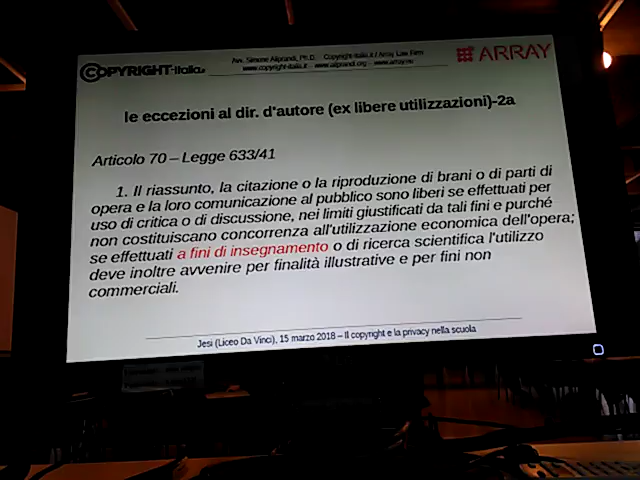 COPYRIGHT-Italia.it
Avv. Simone Aliprandi, Ph.D. - Copyright-Italia.it / Array Law Firm
www.copyright-italia.it - www.aliprandi.org - www.array.eu
ARRAY
le eccezioni al dir. d'autore (ex libere utilizzazioni)-2a
Articolo 70 – Legge 633/41
1. Il riassunto, la citazione o la riproduzione di brani o di parti di
opera e la loro comunicazione al pubblico sono liberi se effettuati per
uso di critica o di discussione, nei limiti giustificati da tali fini e purché
non costituiscano concorrenza all'utilizzazione economica dell'opera;
se effettuati a fini di insegnamento o di ricerca scientifica l'utilizzo
deve inoltre avvenire per finalità illustrative e per fini non
commerciali.
Jesi (Liceo Da Vinci), 15 marzo 2018 – Il copyright e la privacy nella scuola